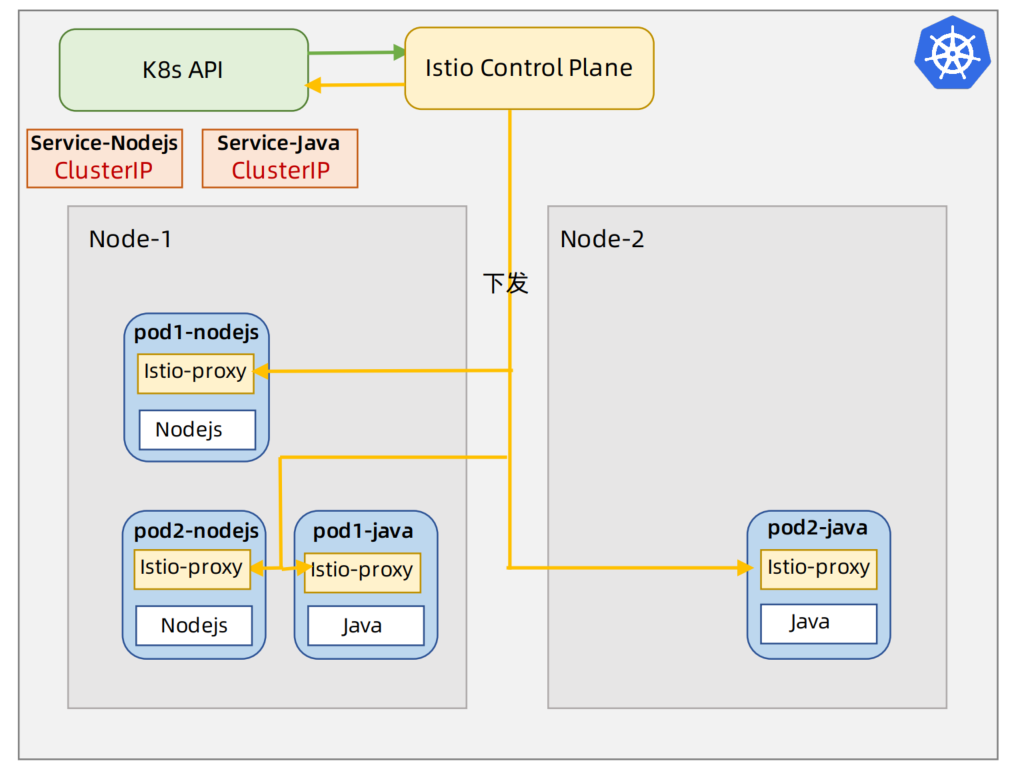 K8s API
Istio Control Plane
Service-Nodejs
ClusterIP
Service-Java
ClusterIP
Node-1
Node-2
下发
pod1-nodejs
Istio-proxy
Nodejs
pod2-nodejs
Istio-proxy
Nodejs
pod1-java
Istio-proxy
Java
pod2-java
Istio-proxy
Java